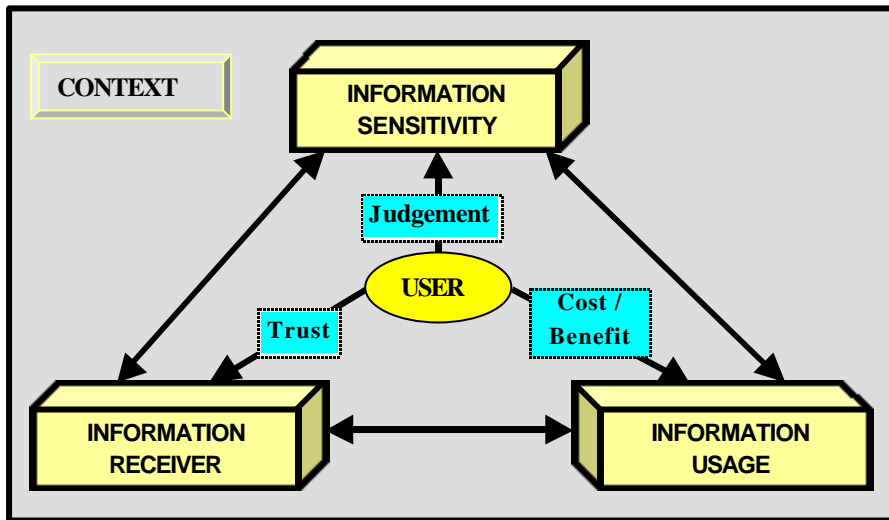 CONTEXT
INFORMATION
SENSITIVITY
Judgement
USER
Trust
Cost /
Benefit
INFORMATION
RECEIVER
INFORMATION
USAGE